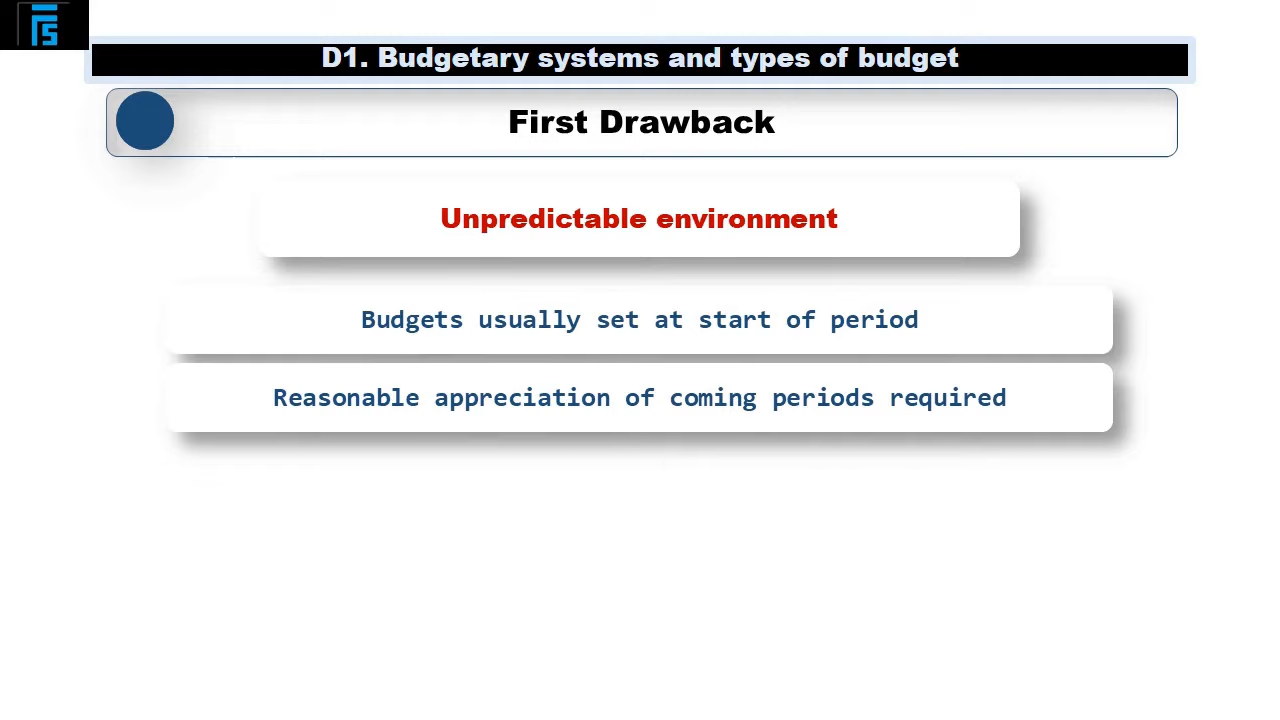 D1. Budgetary systems and types of budget
First Drawback
Unpredictable environment
Budgets usually set at start of period
Reasonable appreciation of coming periods required